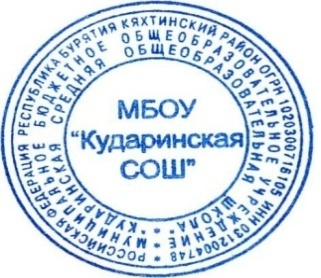 РОССИЙСКАЯ ФЕДЕРАЦИЯ РЕСПУБЛИКА БУРЯТИЯ КЯХТИНСКИЙ РАЙОН ОГРН 1020300716105 ИНН 0312004748 *
МУНИЦИПАЛЬНОЕ БЮДЖЕТНОЕ ОБЩЕОБРАЗОВАТЕЛЬНОЕ УЧРЕЖДЕНИЕ *
"КУДАРИНСКАЯ СРЕДНЯЯ ОБЩЕОБРАЗОВАТЕЛЬНАЯ ШКОЛА" *
МБОУ
"Кударинская
СОШ"